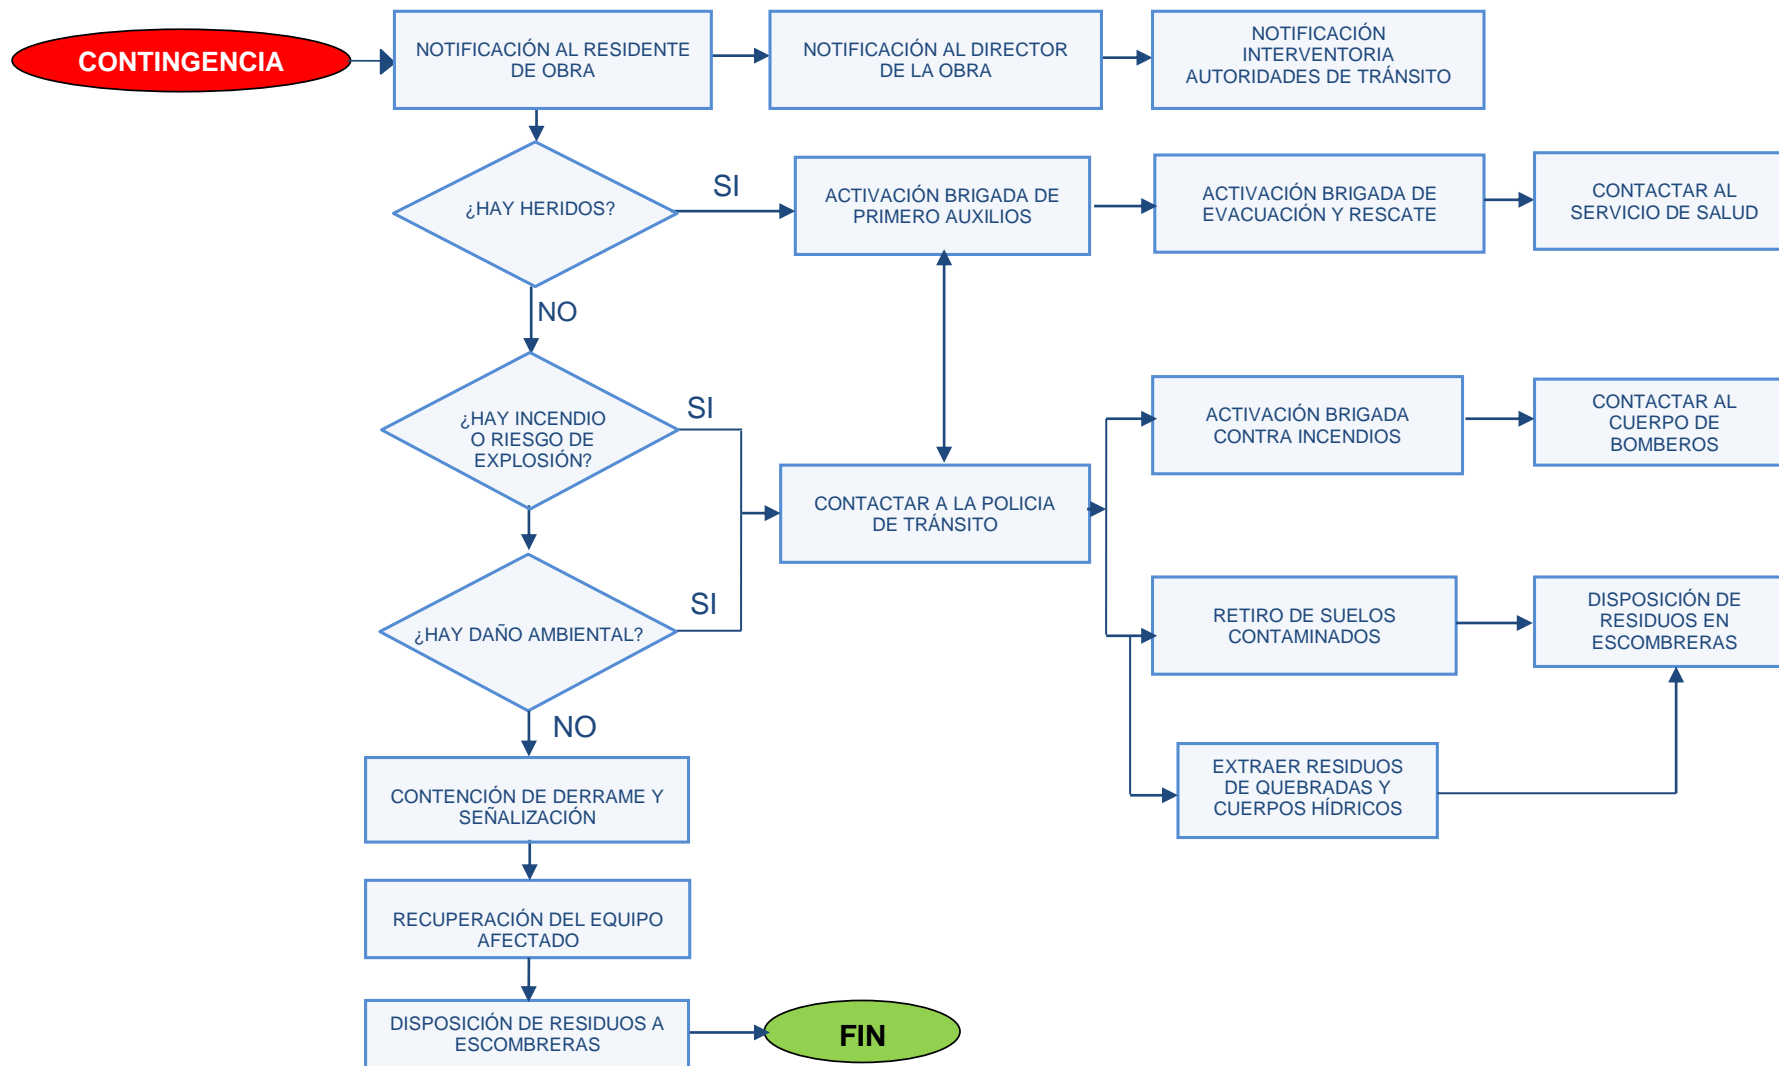 CONTINGENCIA
NOTIFICACIÓN AL RESIDENTE
DE OBRA
NOTIFICACIÓN AL DIRECTOR
DE LA OBRA
NOTIFICACIÓN
INTERVENTORIA
AUTORIDADES DE TRÁNSITO
¿HAY HERIDOS?
SI
ACTIVACIÓN BRIGADA DE
PRIMERO AUXILIOS
ACTIVACIÓN BRIGADA DE
EVACUACIÓN Y RESCATE
CONTACTAR AL
SERVICIO DE SALUD
NO
¿HAY INCENDIO
O RIESGO DE
EXPLOSIÓN?
SI
CONTACTAR A LA POLICIA
DE TRÁNSITO
ACTIVACIÓN BRIGADA
CONTRA INCENDIOS
CONTACTAR AL
CUERPO DE
BOMBEROS
¿HAY DAÑO AMBIENTAL?
SI
RETIRO DE SUELOS
CONTAMINADOS
DISPOSICIÓN DE
RESIDUOS EN
ESCOMBRERAS
NO
EXTRAER RESIDUOS
DE QUEBRADAS Y
CUERPOS HÍDRICOS
CONTENCIÓN DE DERRAME Y
SEÑALIZACIÓN
RECUPERACIÓN DEL EQUIPO
AFECTADO
DISPOSICIÓN DE RESIDUOS A
ESCOMBRERAS
FIN